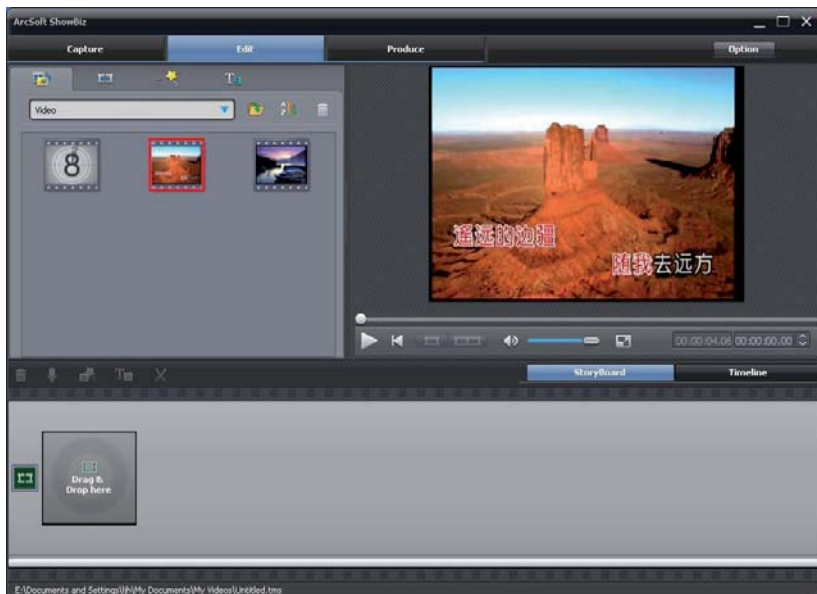 ArcSoft ShowBiz
Capture
Edit
Produce
Option
Video
8
遥远的边疆
随我去远方
00:00:04.06 00:00:00.00
StoryBoard
Timeline
Drag &
Drop here
E:\Documents and Settings\lih\My Documents\My Videos\Untitled.tms